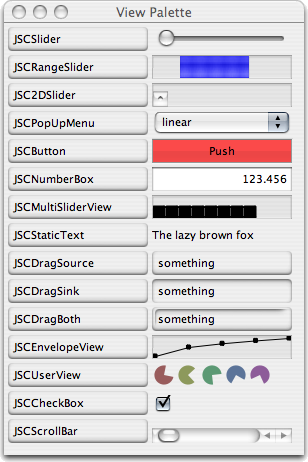 View Palette
JSCSlider
JSCRangeSlider
JSC2DSlider
JSCPopUpMenu linear
JSCButton Push
JSCNumberBox 123.456
JSCMultiSliderView
JSCStaticText The lazy brown fox
JSCDragSource something
JSCDragSink something
JSCDragBoth something
JSCEnvelopeView
JSCUserView
JSCCheckBox
JSCScrollBar